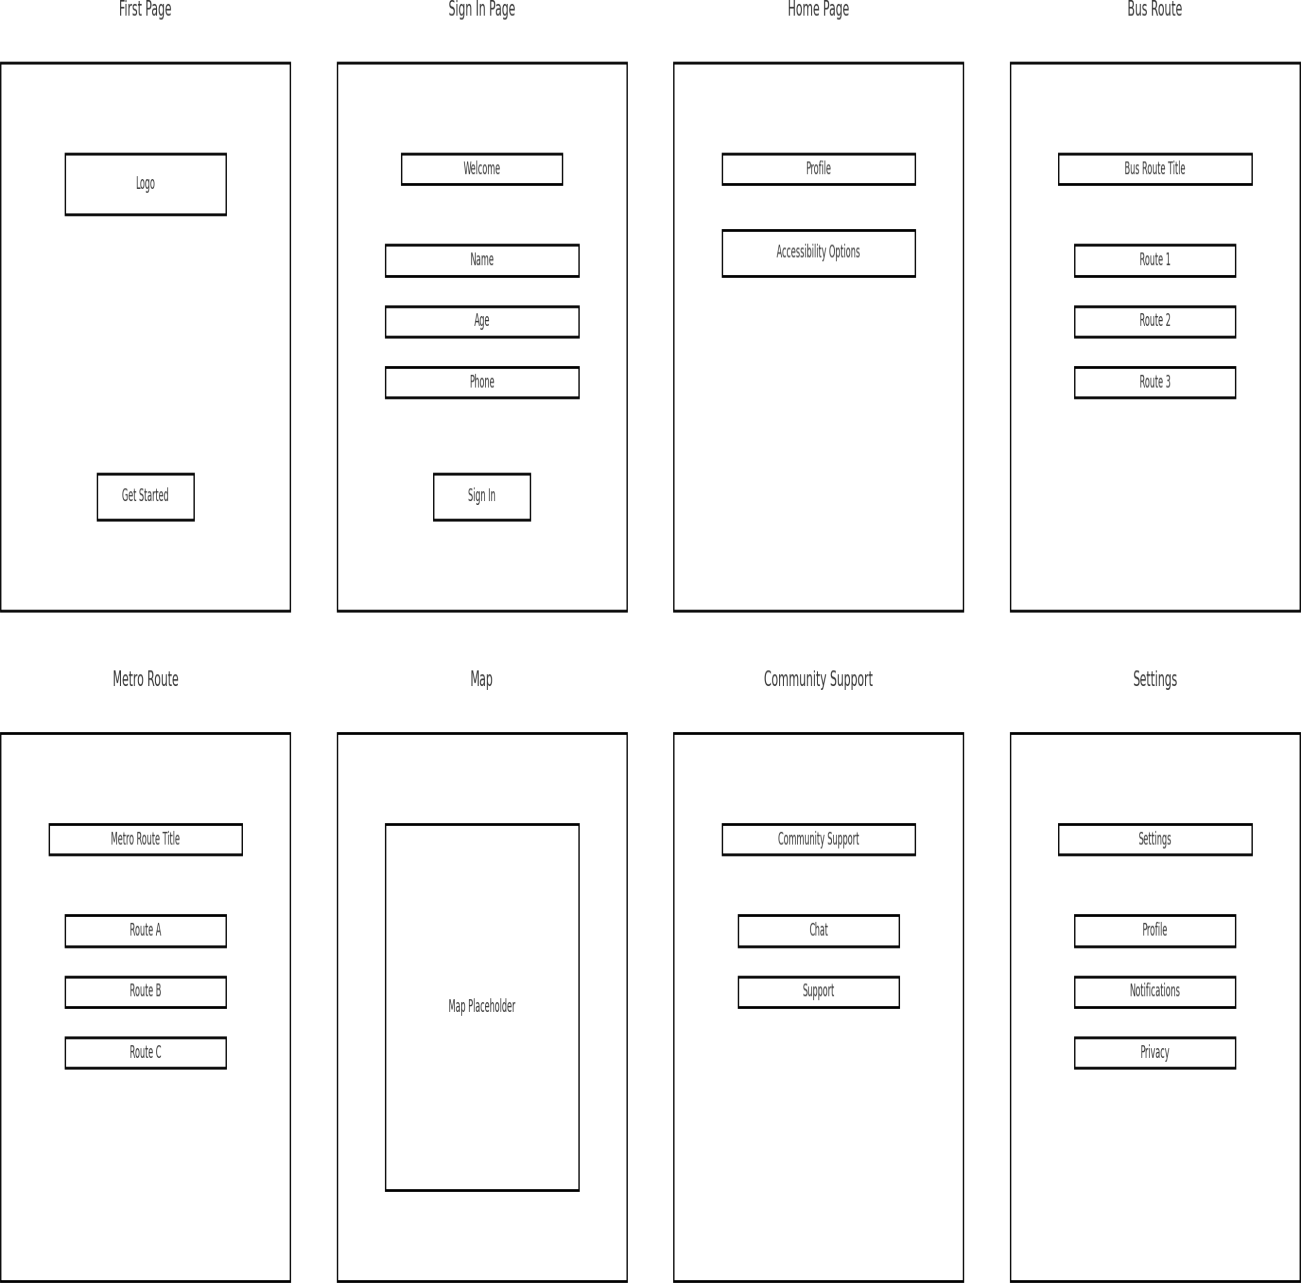 First Page
Sign In Page
Home Page
Bus Route
Logo
Get Started
Welcome
Name
Age
Phone
Sign In
Profile
Accessibility Options
Bus Route Title
Route 1
Route 2
Route 3
Metro Route
Map
Community Support
Settings
Metro Route Title
Route A
Route B
Route C
Map Placeholder
Community Support
Chat
Support
Settings
Profile
Notifications
Privacy